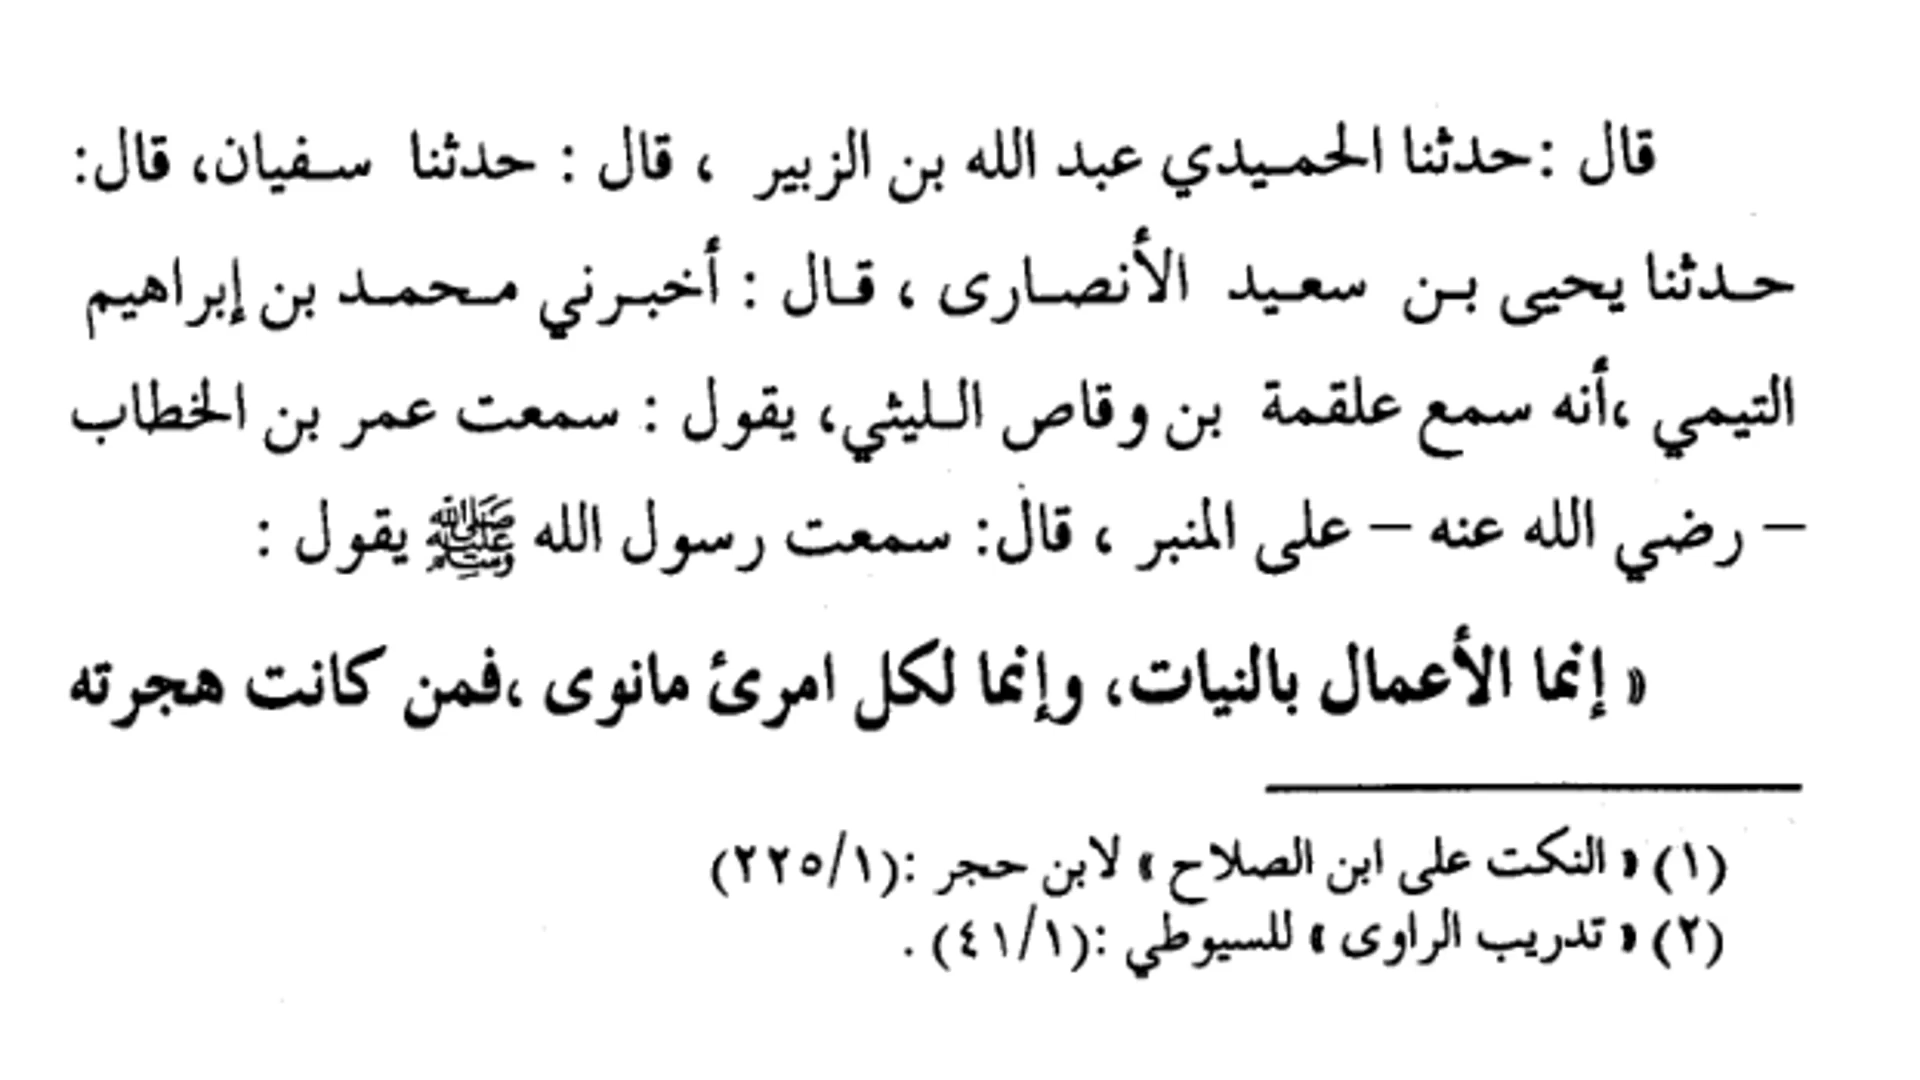 قال :حدثنا الحميدي عبد الله بن الزبير ، قال : حدثنا سفيان، قال:
حدثنا يحيى بن سعيد الأنصارى ، قال : أخبرني محمد بن إبراهيم
التيمي ،أنه سمع علقمة بن وقاص الليثي، يقول : سمعت عمر بن الخطاب
– رضي الله عنه – على المنبر ، قال: سمعت رسول الله ﷺ يقول :
« إنما الأعمال بالنيات، وإنما لكل امرئ مانوى ،فمن كانت هجرته
(١) « النكت على ابن الصلاح » لابن حجر :(٢٢٥/١)
(٢) « تدريب الراوى » للسيوطي :(٤١/١) .